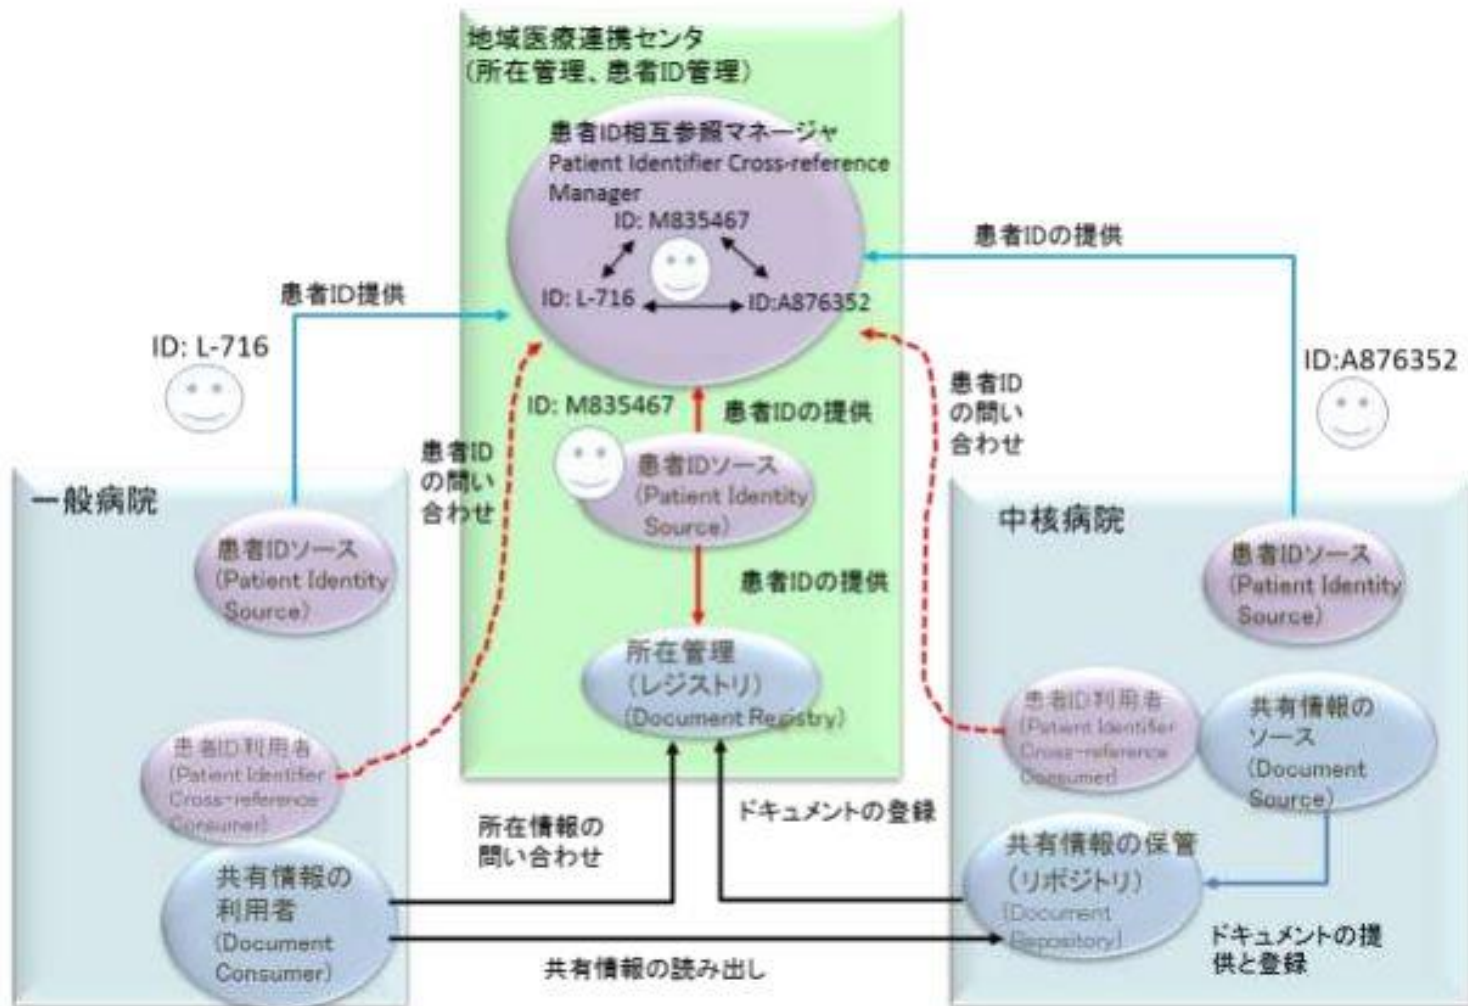 地域医療連携センタ
(所在管理、患者ID管理)
患者ID相互参照マネージャ
Patient Identifier Cross-reference
Manager
ID: M835467
ID: L-716
ID:A876352
患者IDの提供
患者ID提供
ID: L-716
ID:A876352
患者ID
の問い
合わせ
ID: M835467
患者IDの提供
患者ID
の問い
合わせ
患者IDソース
(Patient Identity
Source)
一般病院
中核病院
患者IDソース
(Patient Identity
Source)
患者IDソース
(Patient Identity
Source)
患者IDの提供
所在管理
(レジストリ)
(Document Registry)
患者ID利用者
(Patient Identifier
Cross-reference
Consumer)
共有情報の
ソース
(Document
Source)
患者ID利用者
(Patient Identifier
Cross-reference
Consumer)
所在情報の
問い合わせ
ドキュメントの登録
共有情報の保管
(リポジトリ)
(Document
Repository)
共有情報の
利用者
(Document
Consumer)
ドキュメントの提
供と登録
共有情報の読み出し